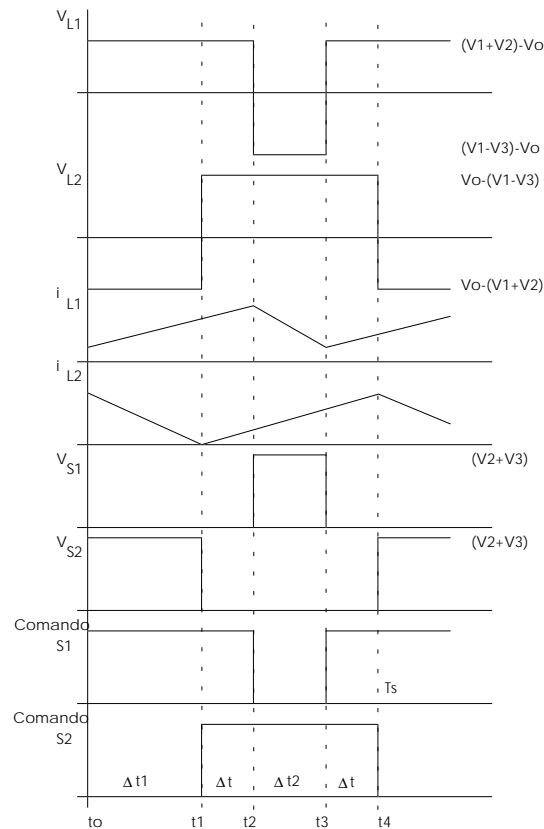 V L1
(V1+V2)-Vo
(V1-V3)-Vo
V L2
Vo-(V1-V3)
Vo-(V1+V2)
i L1
i L2
V S1
(V2+V3)
V S2
(V2+V3)
Comando
S1
Ts
Comando
S2
Δt1
Δt
Δt2
Δt
to
t1
t2
t3
t4